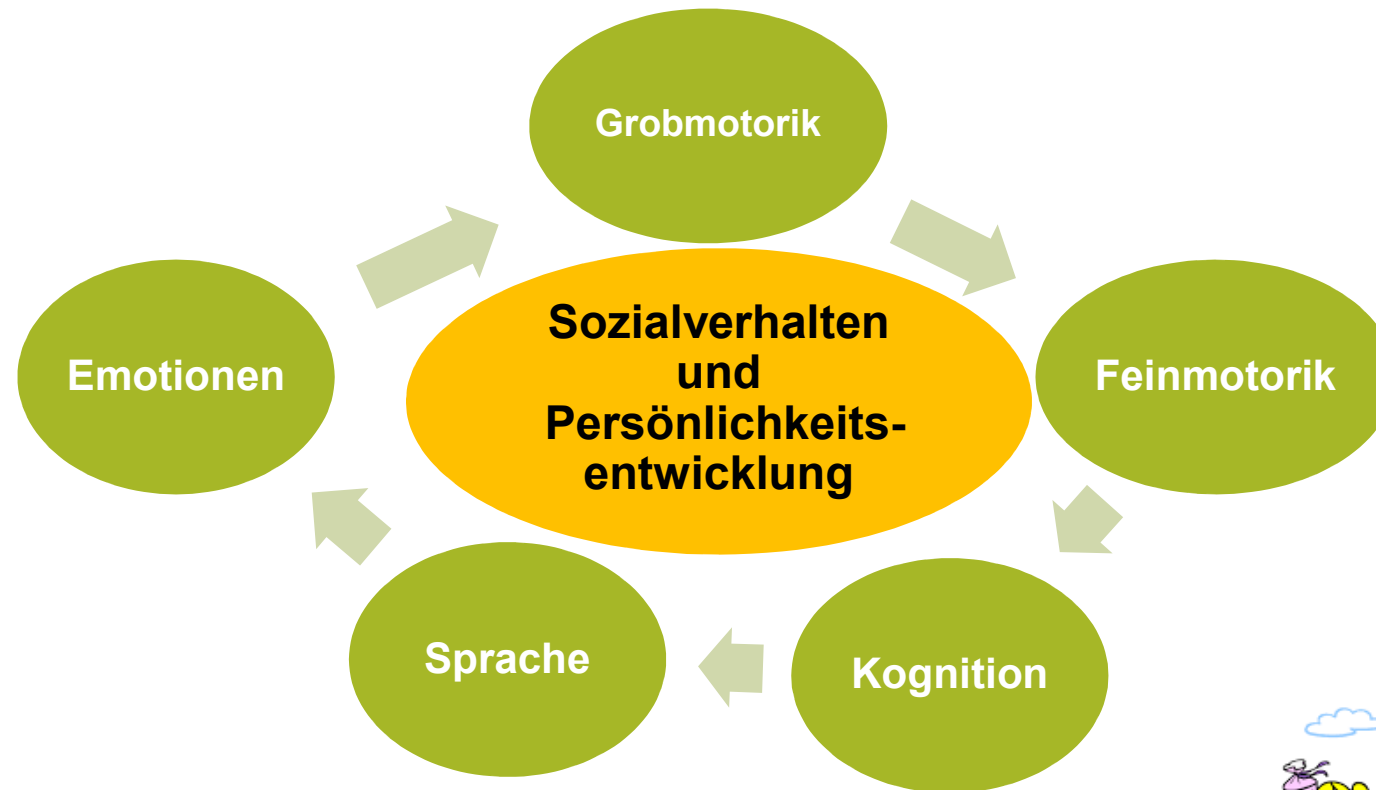 Grobmotorik
Sozialverhalten
und
Persönlichkeits-
entwicklung
Emotionen
Feinmotorik
Sprache
Kognition